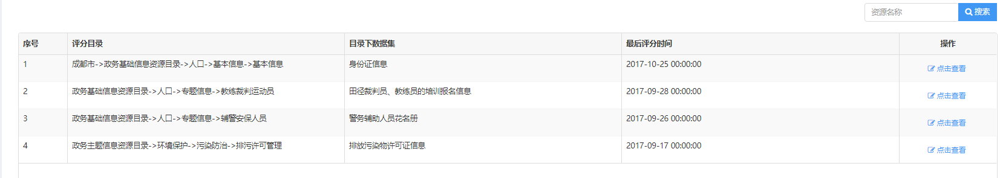 资源名称 搜索
序号 评分目录 目录下数据集 最后评分时间 操作
1 成都市->政务基础信息资源目录->人口->基本信息->基本信息 身份证信息 2017-10-25 00:00:00 点击查看
2 政务基础信息资源目录->人口->专题信息->教练裁判运动员 田径裁判员、教练员的培训报名信息 2017-09-28 00:00:00 点击查看
3 政务基础信息资源目录->人口->专题信息->辅警安保人员 警务辅助人员花名册 2017-09-26 00:00:00 点击查看
4 政务主题信息资源目录->环境保护->污染防治->排污许可管理 排放污染物许可证信息 2017-09-17 00:00:00 点击查看